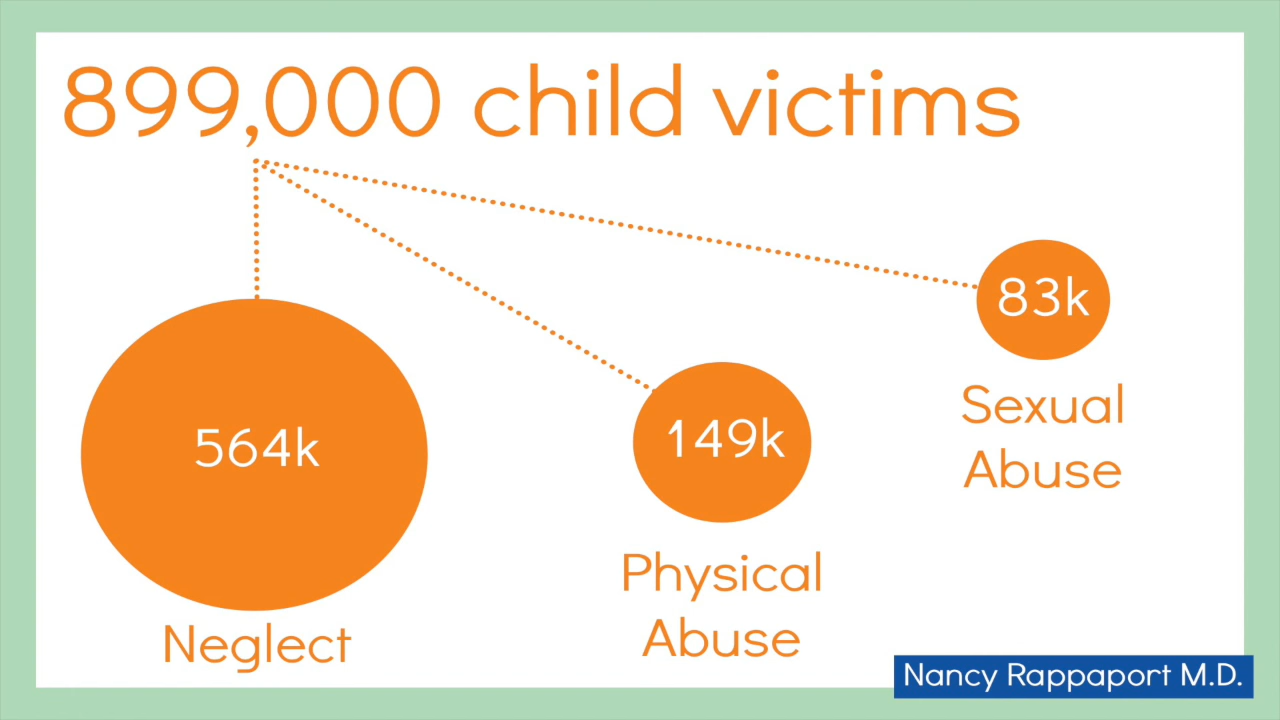 899,000 child victims
83k
Sexual
Abuse
149k
Physical
Abuse
564k
Neglect
Nancy Rappaport M.D.